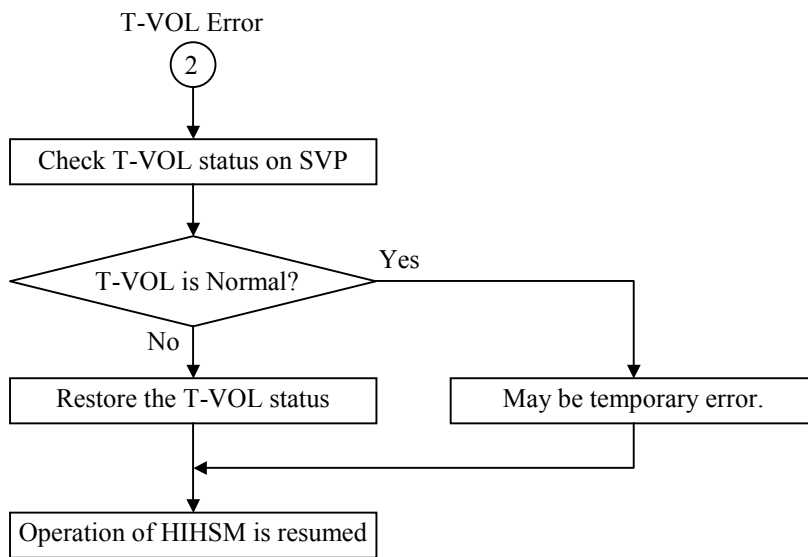 T-VOL Error
2
Check T-VOL status on SVP
T-VOL is Normal?
Yes
No
Restore the T-VOL status
May be temporary error.
Operation of HIHSM is resumed